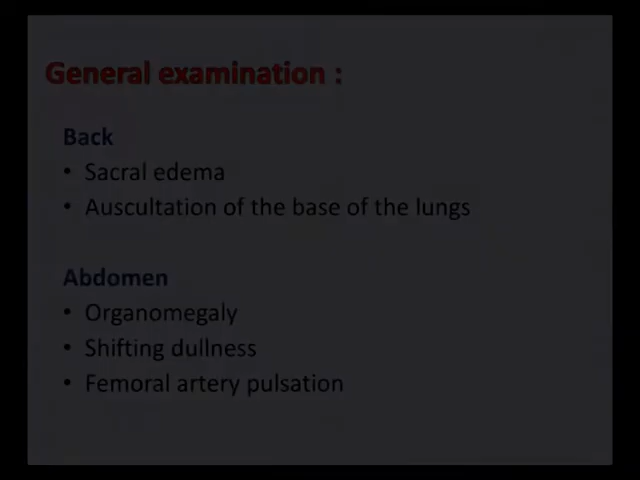 General examination :
Back
• Sacral edema
• Auscultation of the base of the lungs
Abdomen
• Organomegaly
• Shifting dullness
• Femoral artery pulsation